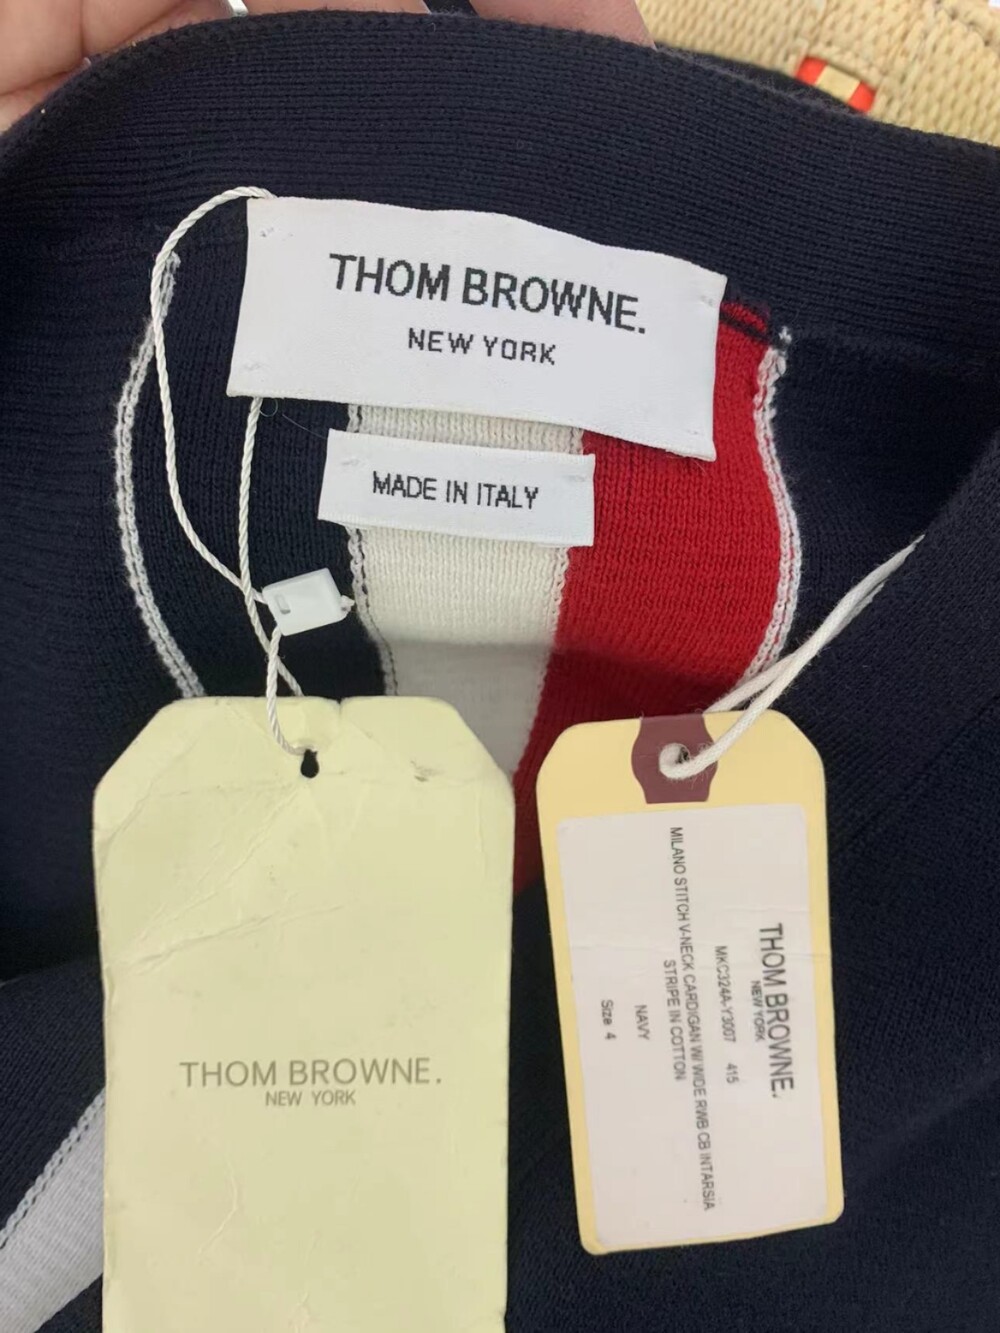 THOM BROWNE.
NEW YORK
MADE IN ITALY
THOM BROWNE.
NEW YORK
THOM BROWNE.
NEW YORK
MKC324A-Y3007 415
MILANO STITCH V-NECK CARDIGAN W/ WIDE RWB CB INTARSIA
STRIPE IN COTTON
NAVY
Size 4